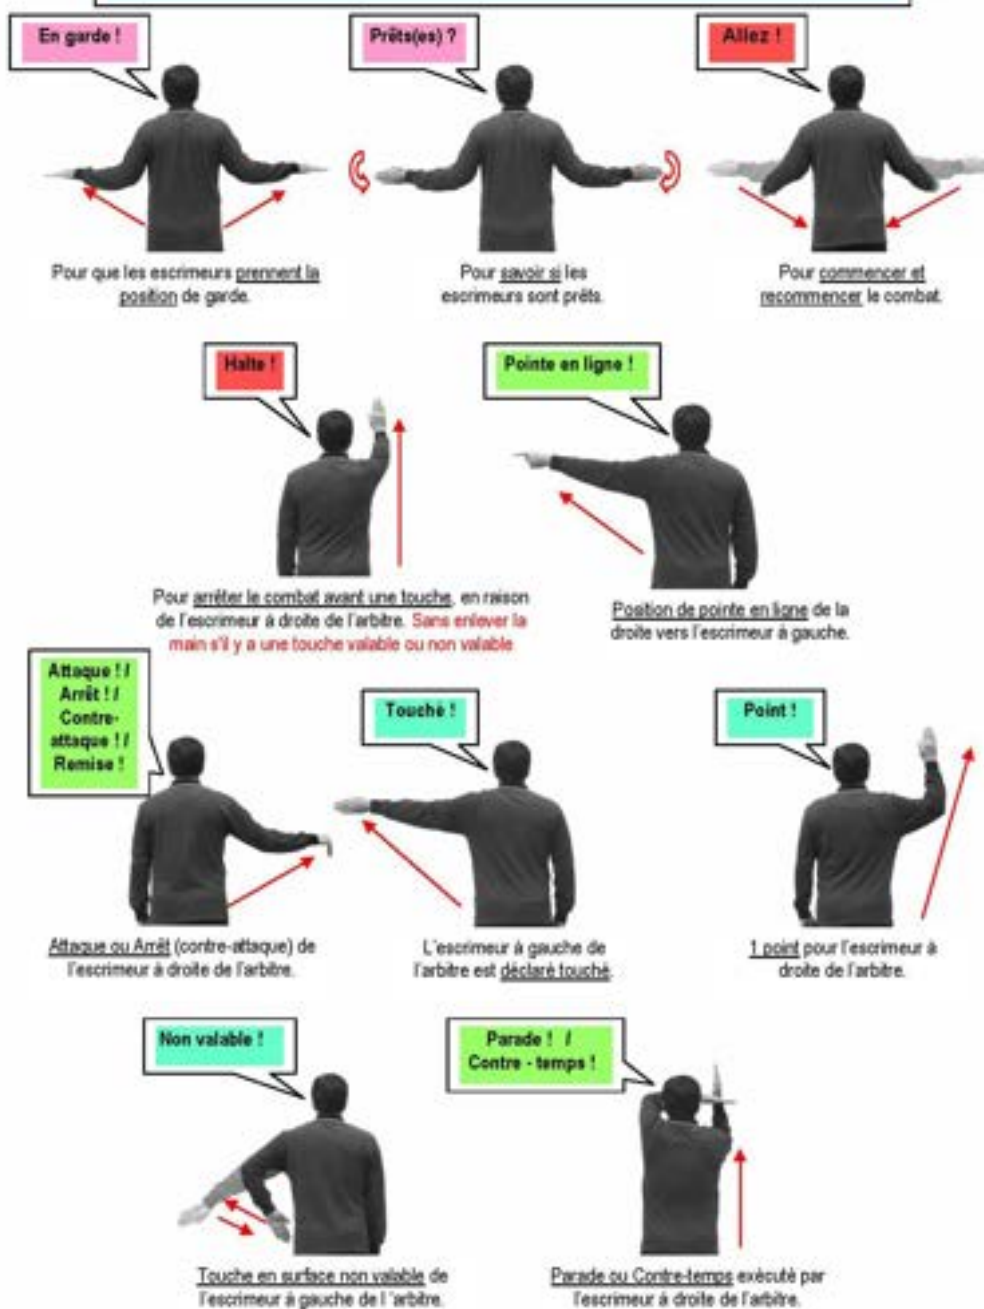 En garde !
Prêts(es) ?
Allez !
Pour que les escrimeurs prennent la
position de garde.
Pour savoir si les
escrimeurs sont prêts.
Pour commencer et
recommencer le combat.
Halte !
Pointe en ligne !
Pour arrêter le combat avant une touche, en raison
de l'escrimeur à droite de l'arbitre. Sans enlever la
main s'il y a une touche valable ou non valable
Position de pointe en ligne de la
droite vers l'escrimeur à gauche.
Attaque ! /
Arrêt ! /
Contre-
attaque ! /
Remise !
Touché !
Point !
Attaque ou Arrêt (contre-attaque) de
l'escrimeur à droite de l'arbitre.
L'escrimeur à gauche de
l'arbitre est déclaré touché.
1 point pour l'escrimeur à
droite de l'arbitre.
Non valable !
Parade ! /
Contre - temps !
Touche en surface non valable de
l'escrimeur à gauche de l 'arbitre.
Parade ou Contre-temps exécuté par
l'escrimeur à droite de l'arbitre.